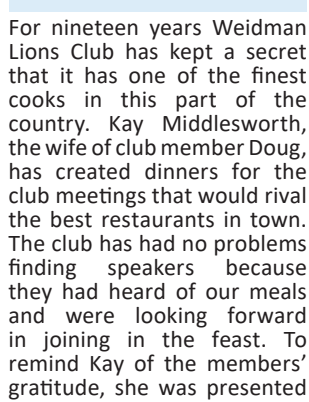 For nineteen years Weidman
Lions Club has kept a secret
that it has one of the finest
cooks in this part of the
country. Kay Middlesworth,
the wife of club member Doug,
has created dinners for the
club meetings that would rival
the best restaurants in town.
The club has had no problems
finding speakers because
they had heard of our meals
and were looking forward
in joining in the feast. To
remind Kay of the members’
gratitude, she was presented